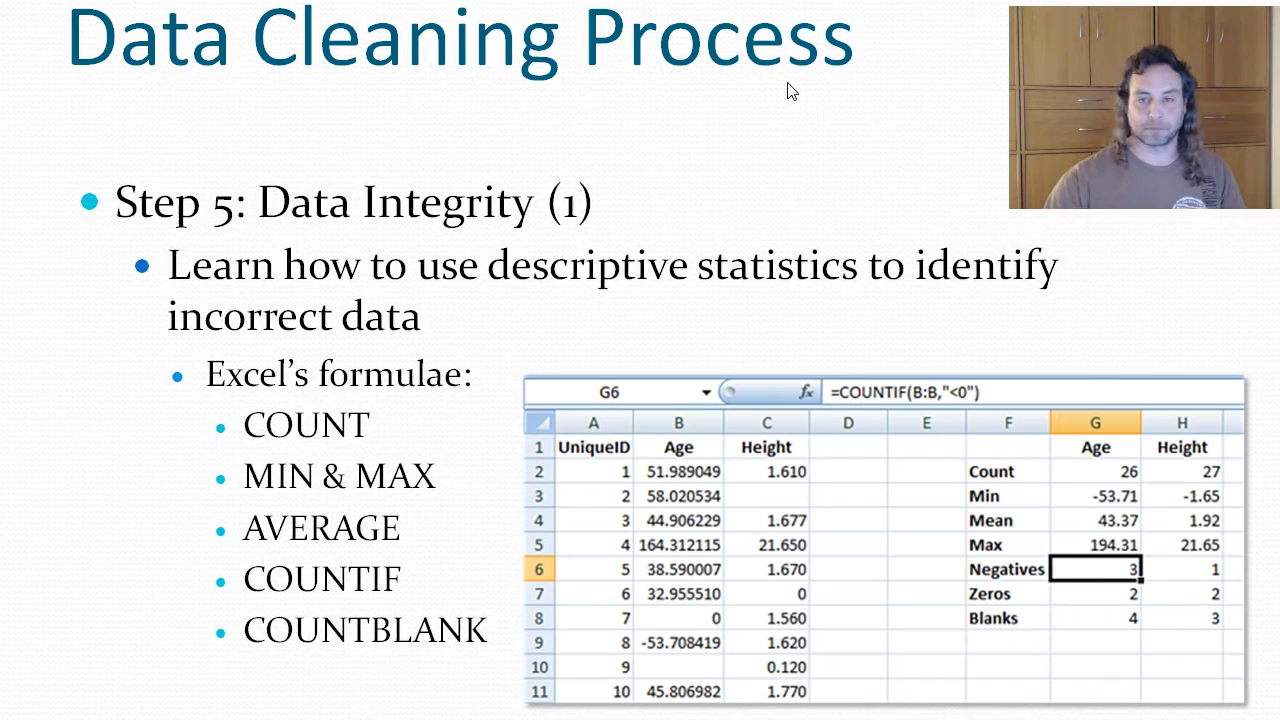 Data Cleaning Process
Step 5: Data Integrity (1)
Learn how to use descriptive statistics to identify
incorrect data
Excel's formulae:
COUNT
MIN & MAX
AVERAGE
COUNTIF
COUNTBLANK
G6 fx =COUNTIF(B:B,"<0")
A B C D E F G H
1 UniqueID Age Height Age Height
2 1 51.989049 1.610 Count 26 27
3 2 58.020534 Min -53.71 -1.65
4 3 44.906229 1.677 Mean 43.37 1.92
5 4 164.312115 21.650 Max 194.31 21.65
6 5 38.590007 1.670 Negatives 3 1
7 6 32.955510 0 Zeros 2 2
8 7 0 1.560 Blanks 4 3
9 8 -53.708419 1.620
10 9 0.120
11 10 45.806982 1.770